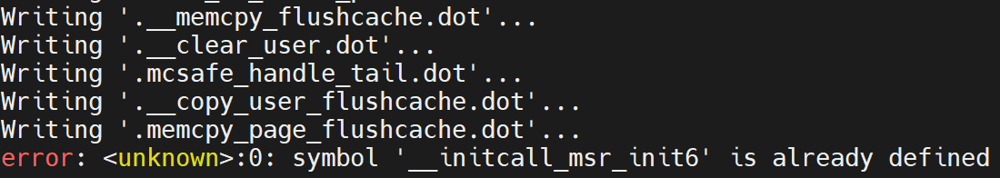 Writing '.__memcpy_flushcache.dot'...
Writing '.__clear_user.dot'...
Writing '.mcsafe_handle_tail.dot'...
Writing '.__copy_user_flushcache.dot'...
Writing '.memcpy_page_flushcache.dot'...
error: <unknown>:0: symbol '__initcall_msr_init6' is already defined